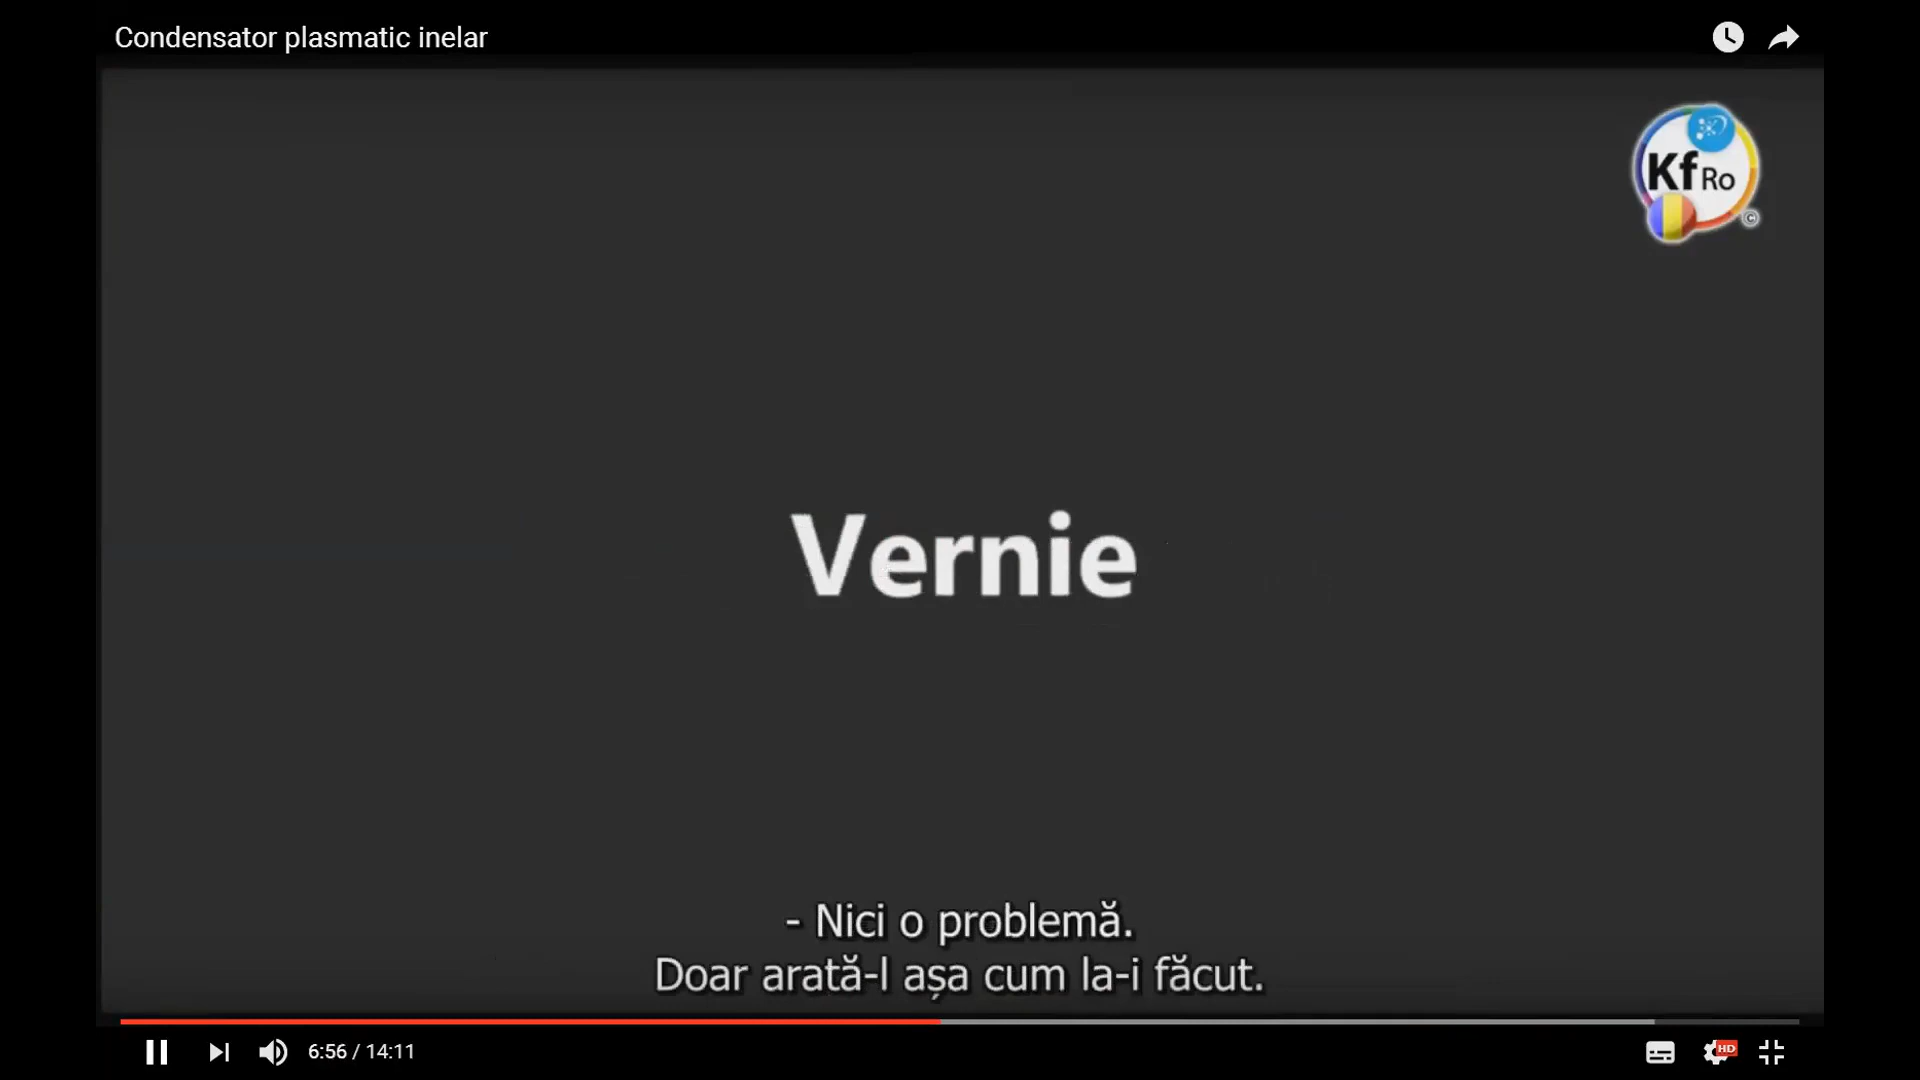 Condensator plasmatic inelar
Kf Ro
©
Vernie
- Nici o problemă.
Doar arată-l așa cum la-i făcut.
6:56 / 14:11
HD